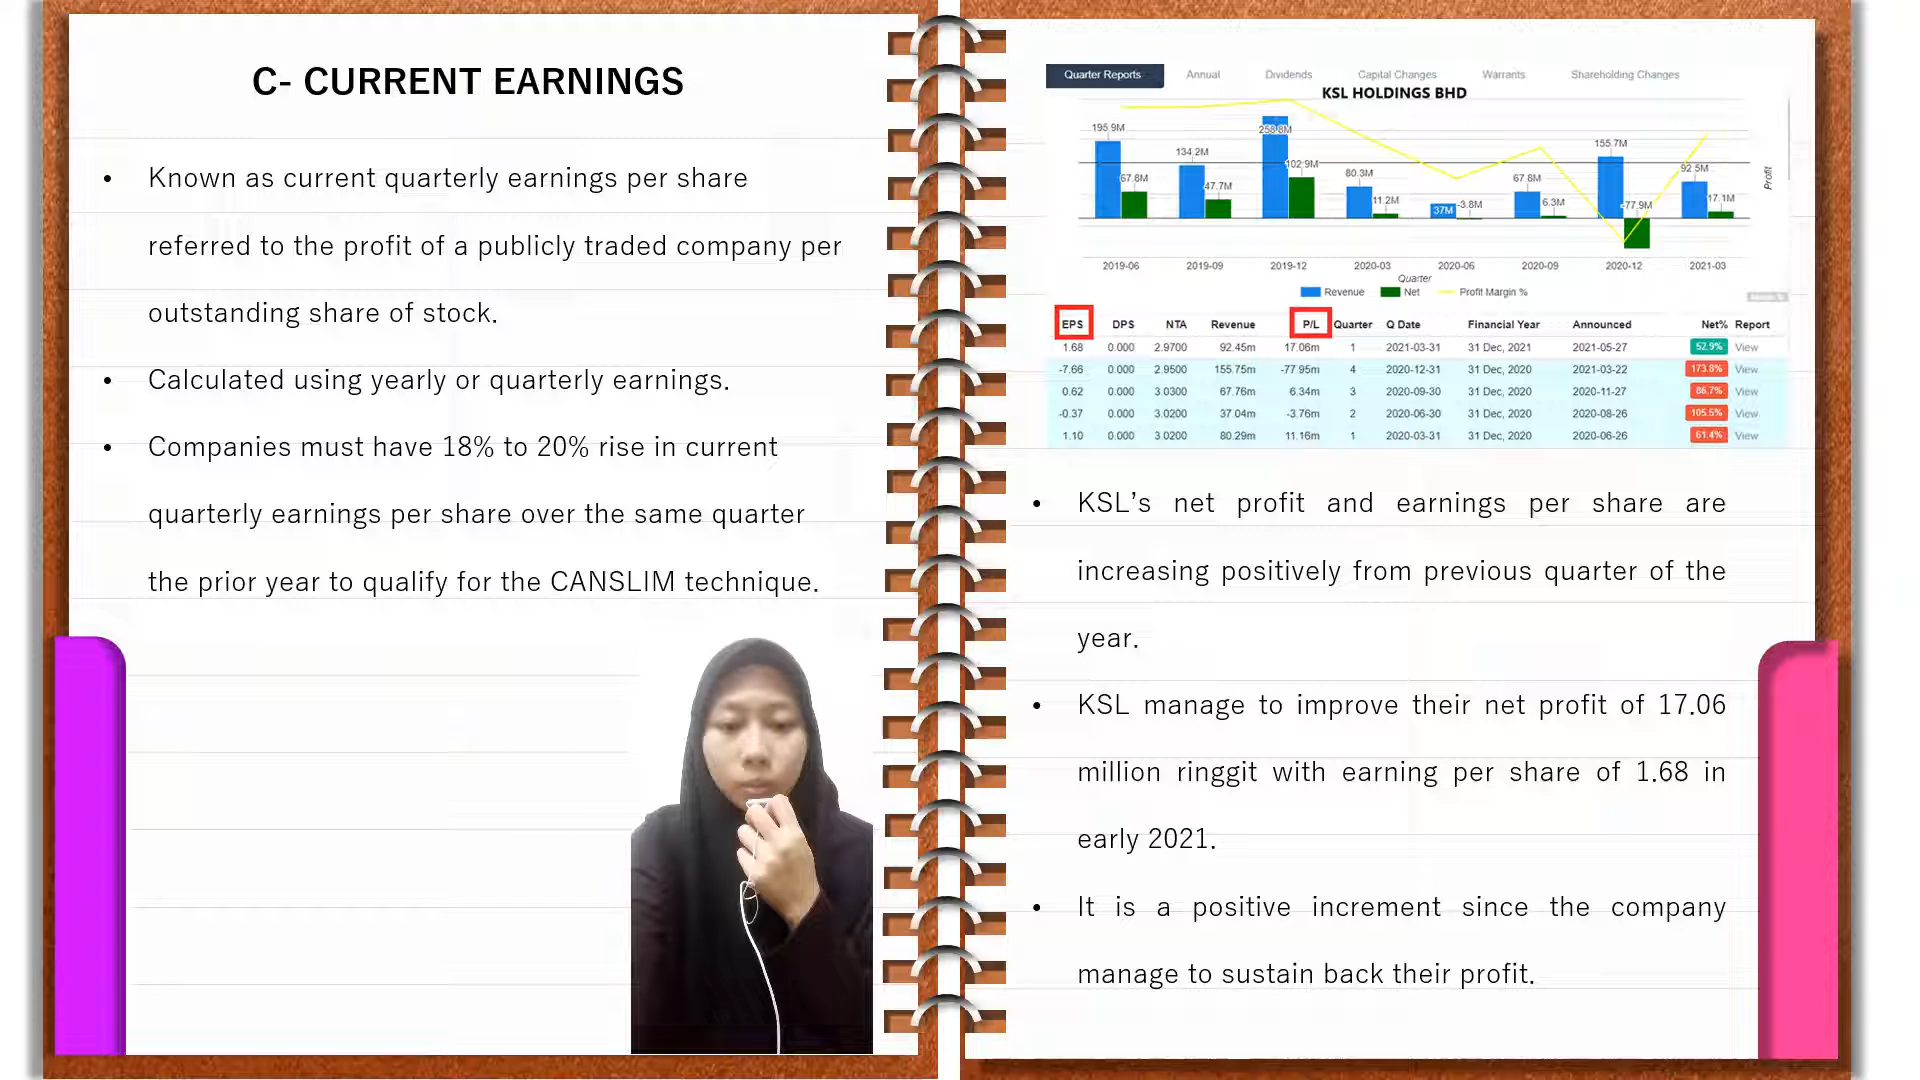 C- CURRENT EARNINGS
• Known as current quarterly earnings per share
referred to the profit of a publicly traded company per
outstanding share of stock.
• Calculated using yearly or quarterly earnings.
• Companies must have 18% to 20% rise in current
quarterly earnings per share over the same quarter
the prior year to qualify for the CANSLIM technique.
Quarter Reports Annual Dividends Capital Changes Warrants Shareholding Changes
KSL HOLDINGS BHD
195.9M 67.8M 134.2M 47.7M 258.8M 102.9M 80.3M 11.2M 37M -3.8M 67.8M 6.3M 155.7M -77.9M 92.5M 17.1M
Profit
2019-06 2019-09 2019-12 2020-03 2020-06 2020-09 2020-12 2021-03
Quarter
Revenue Net Profit Margin %
EPS DPS NTA Revenue P/L Quarter Q Date Financial Year Announced Net% Report
1.68 0.000 2.9700 92.45m 17.06m 1 2021-03-31 31 Dec, 2021 2021-05-27 52.9% View
-7.66 0.000 2.9500 155.75m -77.95m 4 2020-12-31 31 Dec, 2020 2021-03-22 173.8% View
0.62 0.000 3.0300 67.76m 6.34m 3 2020-09-30 31 Dec, 2020 2020-11-27 86.7% View
-0.37 0.000 3.0200 37.04m -3.76m 2 2020-06-30 31 Dec, 2020 2020-08-26 105.5% View
1.10 0.000 3.0200 80.29m 11.16m 1 2020-03-31 31 Dec, 2020 2020-06-26 61.4% View
• KSL’s net profit and earnings per share are
increasing positively from previous quarter of the
year.
• KSL manage to improve their net profit of 17.06
million ringgit with earning per share of 1.68 in
early 2021.
• It is a positive increment since the company
manage to sustain back their profit.